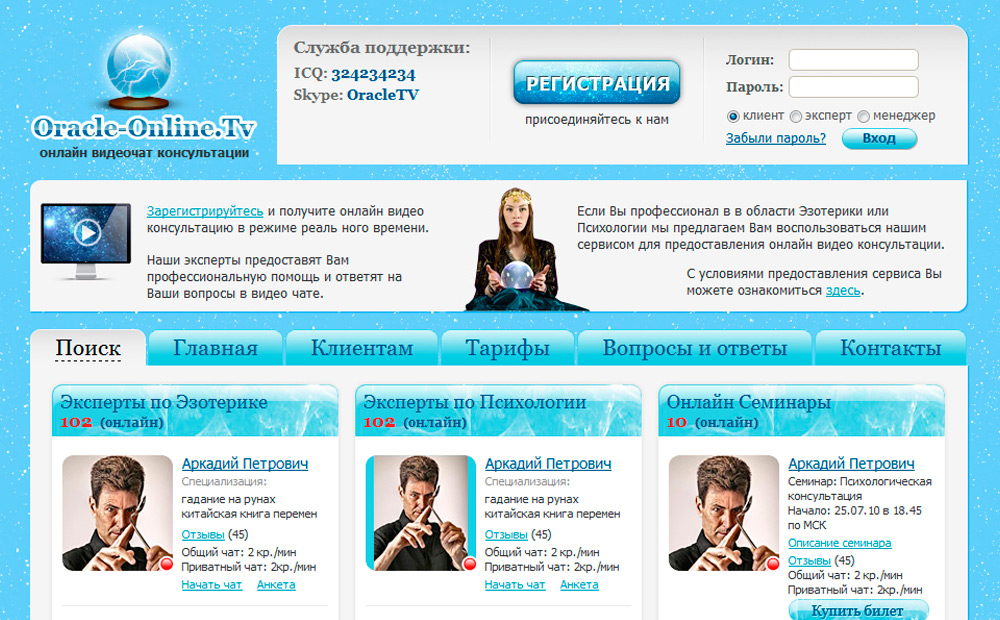 Oracle-Online.Tv
онлайн видеочат консультации
Служба поддержки:
ICQ: 324234234
Skype: OracleTV
РЕГИСТРАЦИЯ
присоединяйтесь к нам
Логин:
Пароль:
клиент эксперт менеджер
Забыли пароль? Вход
Зарегистрируйтесь и получите онлайн видео
консультацию в режиме реаль ного времени.
Наши эксперты предоставят Вам
профессиональную помощь и ответят на
Ваши вопросы в видео чате.
Если Вы профессионал в в области Эзотерики или
Психологии мы предлагаем Вам воспользоваться нашим
сервисом для предоставления онлайн видео консультации.
С условиями предоставления сервиса Вы
можете ознакомиться здесь.
Поиск Главная Клиентам Тарифы Вопросы и ответы Контакты
Эксперты по Эзотерике
102 (онлайн)
Аркадий Петрович
Специализация:
гадание на рунах
китайская книга перемен
Отзывы (45)
Общий чат: 2 кр./мин
Приватный чат: 2кр./мин
Начать чат Анкета
Эксперты по Психологии
102 (онлайн)
Аркадий Петрович
Специализация:
гадание на рунах
китайская книга перемен
Отзывы (45)
Общий чат: 2 кр./мин
Приватный чат: 2кр./мин
Начать чат Анкета
Онлайн Семинары
10 (онлайн)
Аркадий Петрович
Семинар: Психологическая
консультация
Начало: 25.07.10 в 18.45
по МСК
Описание семинара
Отзывы (45)
Общий чат: 2 кр./мин
Приватный чат: 2кр./мин
Купить билет